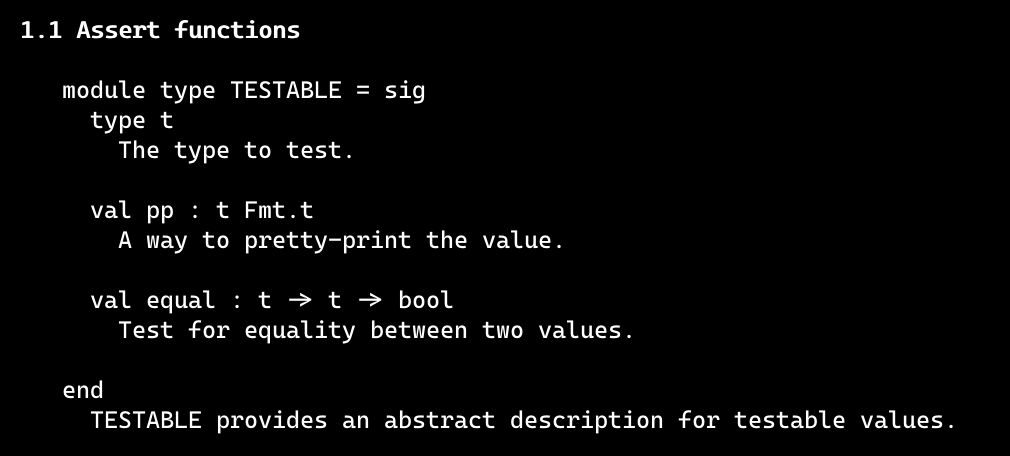 1.1 Assert functions
module type TESTABLE = sig
type t
The type to test.
val pp : t Fmt.t
A way to pretty-print the value.
val equal : t -> t -> bool
Test for equality between two values.
end
TESTABLE provides an abstract description for testable values.